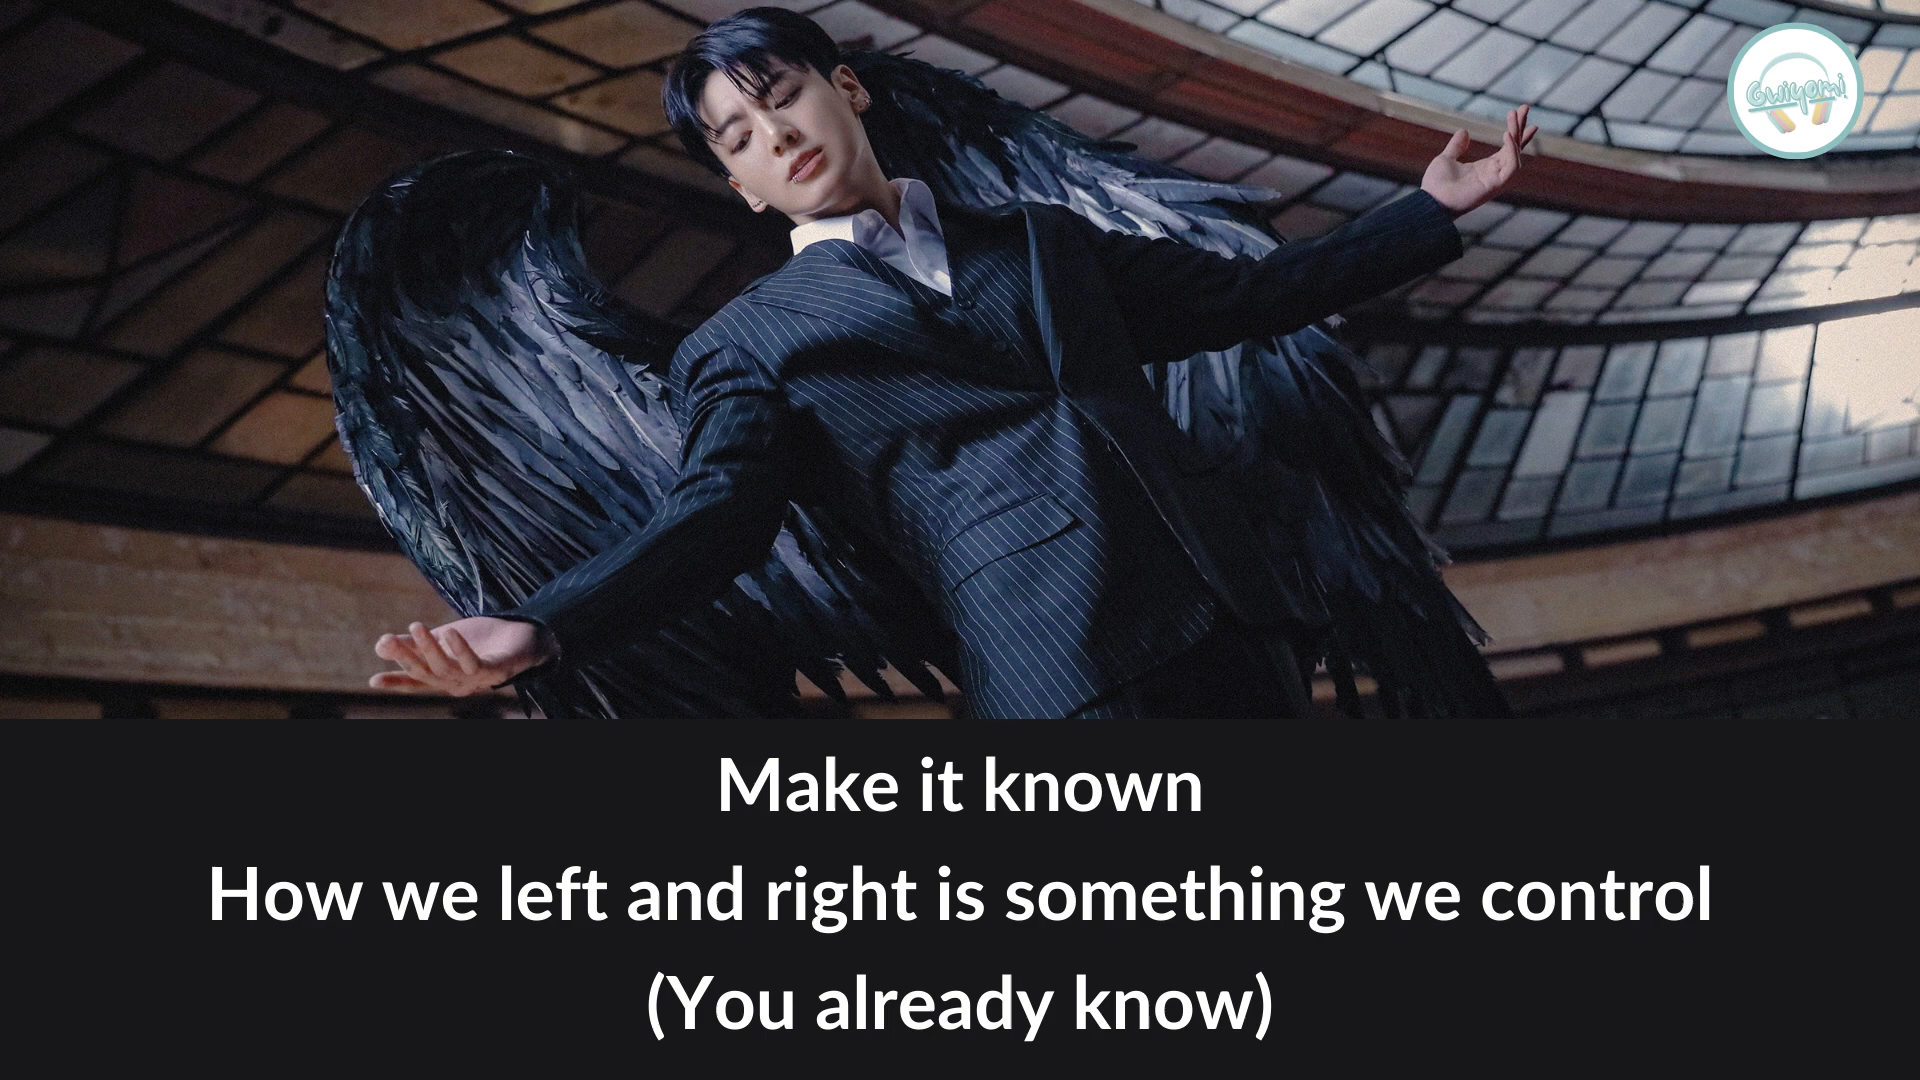 Gwiyomi
Make it known
How we left and right is something we control
(You already know)